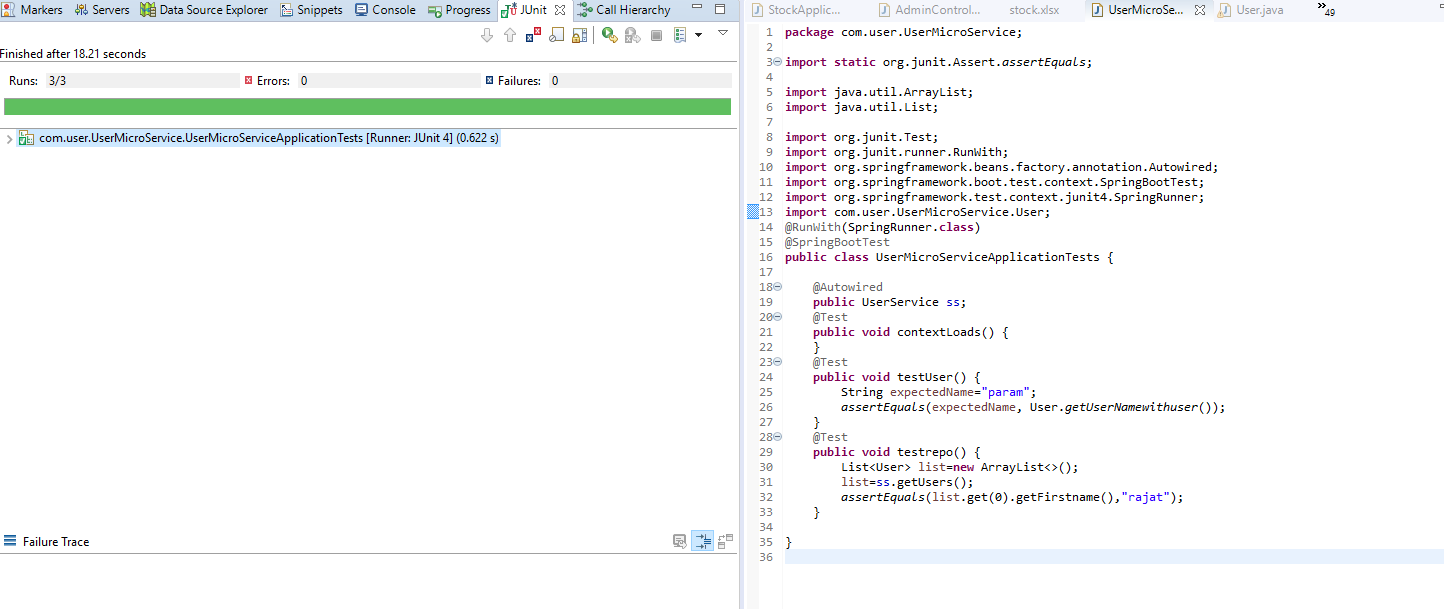 Markers Servers Data Source Explorer Snippets Console Progress JUnit Call Hierarchy
Finished after 18.21 seconds
Runs: 3/3 Errors: 0 Failures: 0
com.user.UserMicroService.UserMicroServiceApplicationTests [Runner: JUnit 4] (0.622 s)
Failure Trace
StockApplic... AdminControl... stock.xlsx UserMicroSe... User.java 49
1 package com.user.UserMicroService;
2
3 import static org.junit.Assert.assertEquals;
4
5 import java.util.ArrayList;
6 import java.util.List;
7
8 import org.junit.Test;
9 import org.junit.runner.RunWith;
10 import org.springframework.beans.factory.annotation.Autowired;
11 import org.springframework.boot.test.context.SpringBootTest;
12 import org.springframework.test.context.junit4.SpringRunner;
13 import com.user.UserMicroService.User;
14 @RunWith(SpringRunner.class)
15 @SpringBootTest
16 public class UserMicroServiceApplicationTests {
17
18 @Autowired
19 public UserService ss;
20 @Test
21 public void contextLoads() {
22 }
23 @Test
24 public void testUser() {
25 String expectedName="param";
26 assertEquals(expectedName, User.getUserNamewithuser());
27 }
28 @Test
29 public void testrepo() {
30 List<User> list=new ArrayList<>();
31 list=ss.getUsers();
32 assertEquals(list.get(0).getFirstname(),"rajat");
33 }
34
35 }
36